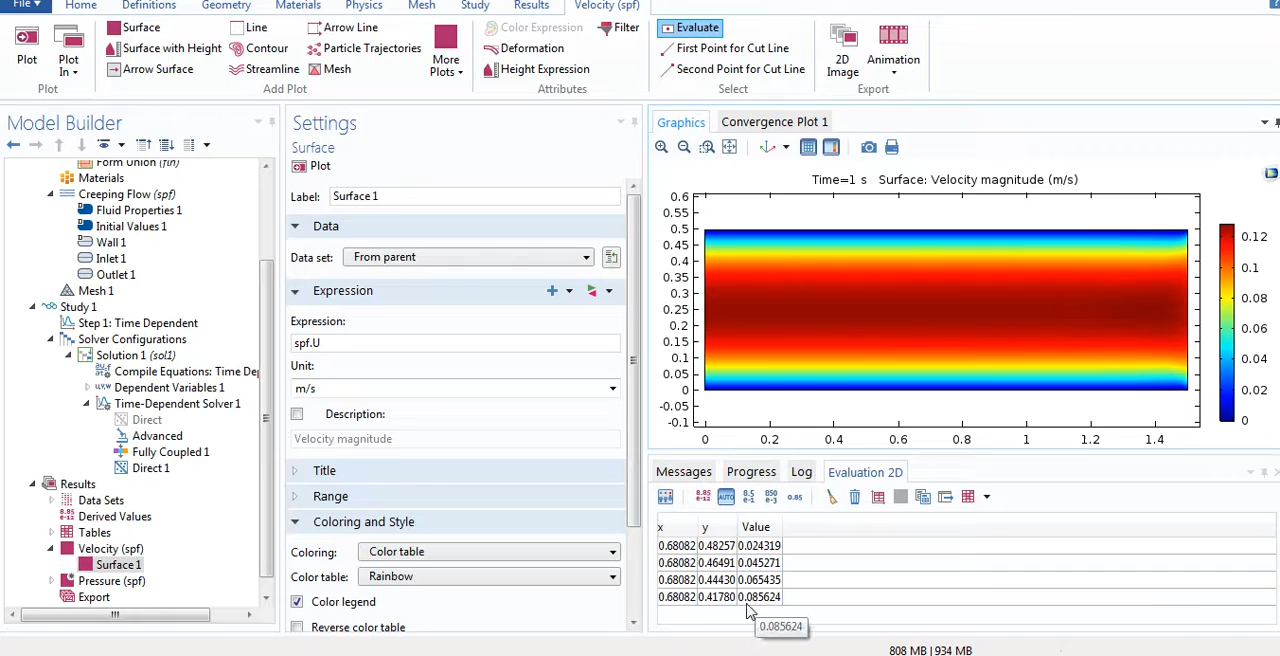 File Home Definitions Geometry Materials Physics Mesh Study Results Velocity (spf)
Plot
Plot In
Surface
Surface with Height
Arrow Surface
Line
Contour
Streamline
Arrow Line
Particle Trajectories
Mesh
More Plots
Color Expression
Deformation
Height Expression
Filter
Evaluate
First Point for Cut Line
Second Point for Cut Line
2D Image
Animation
Plot Add Plot Attributes Select Export
Model Builder
Form Union (fin)
Materials
Creeping Flow (spf)
Fluid Properties 1
Initial Values 1
Wall 1
Inlet 1
Outlet 1
Mesh 1
Study 1
Step 1: Time Dependent
Solver Configurations
Solution 1 (sol1)
Compile Equations: Time De
Dependent Variables 1
Time-Dependent Solver 1
Direct
Advanced
Fully Coupled 1
Direct 1
Results
Data Sets
Derived Values
Tables
Velocity (spf)
Surface 1
Pressure (spf)
Export
Settings
Surface
Plot
Label: Surface 1
Data
Data set: From parent
Expression
Expression:
spf.U
Unit:
m/s
Description:
Velocity magnitude
Title
Range
Coloring and Style
Coloring: Color table
Color table: Rainbow
Color legend
Reverse color table
Graphics Convergence Plot 1
Time=1 s Surface: Velocity magnitude (m/s)
0.6
0.55
0.5
0.45
0.4
0.35
0.3
0.25
0.2
0.15
0.1
0.05
0
-0.05
-0.1
0 0.2 0.4 0.6 0.8 1 1.2 1.4
0.12
0.1
0.08
0.06
0.04
0.02
0
Messages Progress Log Evaluation 2D
8.85 e-12 AUTO 8.5 e-1 850 e-3 0.85
x y Value
0.68082 0.48257 0.024319
0.68082 0.46491 0.045271
0.68082 0.44430 0.065435
0.68082 0.41780 0.085624
0.085624
808 MB | 934 MB